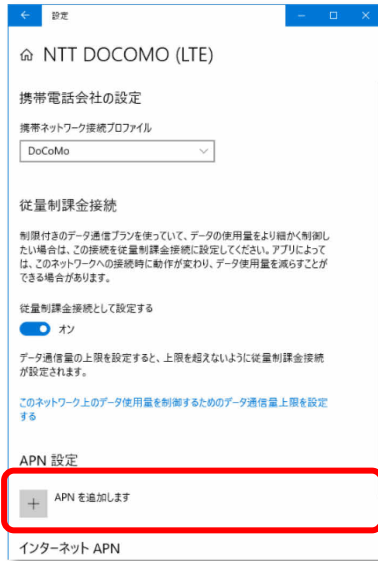 設定
NTT DOCOMO (LTE)
携帯電話会社の設定
携帯ネットワーク接続プロファイル
DoCoMo
従量制課金接続
制限付きのデータ通信プランを使っていて、データの使用量をより細かく制御し
たい場合は、この接続を従量制課金接続に設定してください。アプリによって
は、このネットワークへの接続時に動作が変わり、データ使用量を減らすことが
できる場合があります。
従量制課金接続として設定する
オン
データ通信量の上限を設定すると、上限を超えないように従量制課金接続
が設定されます。
このネットワーク上のデータ使用量を制御するためのデータ通信量上限を設定
する
APN 設定
APN を追加します
インターネット APN